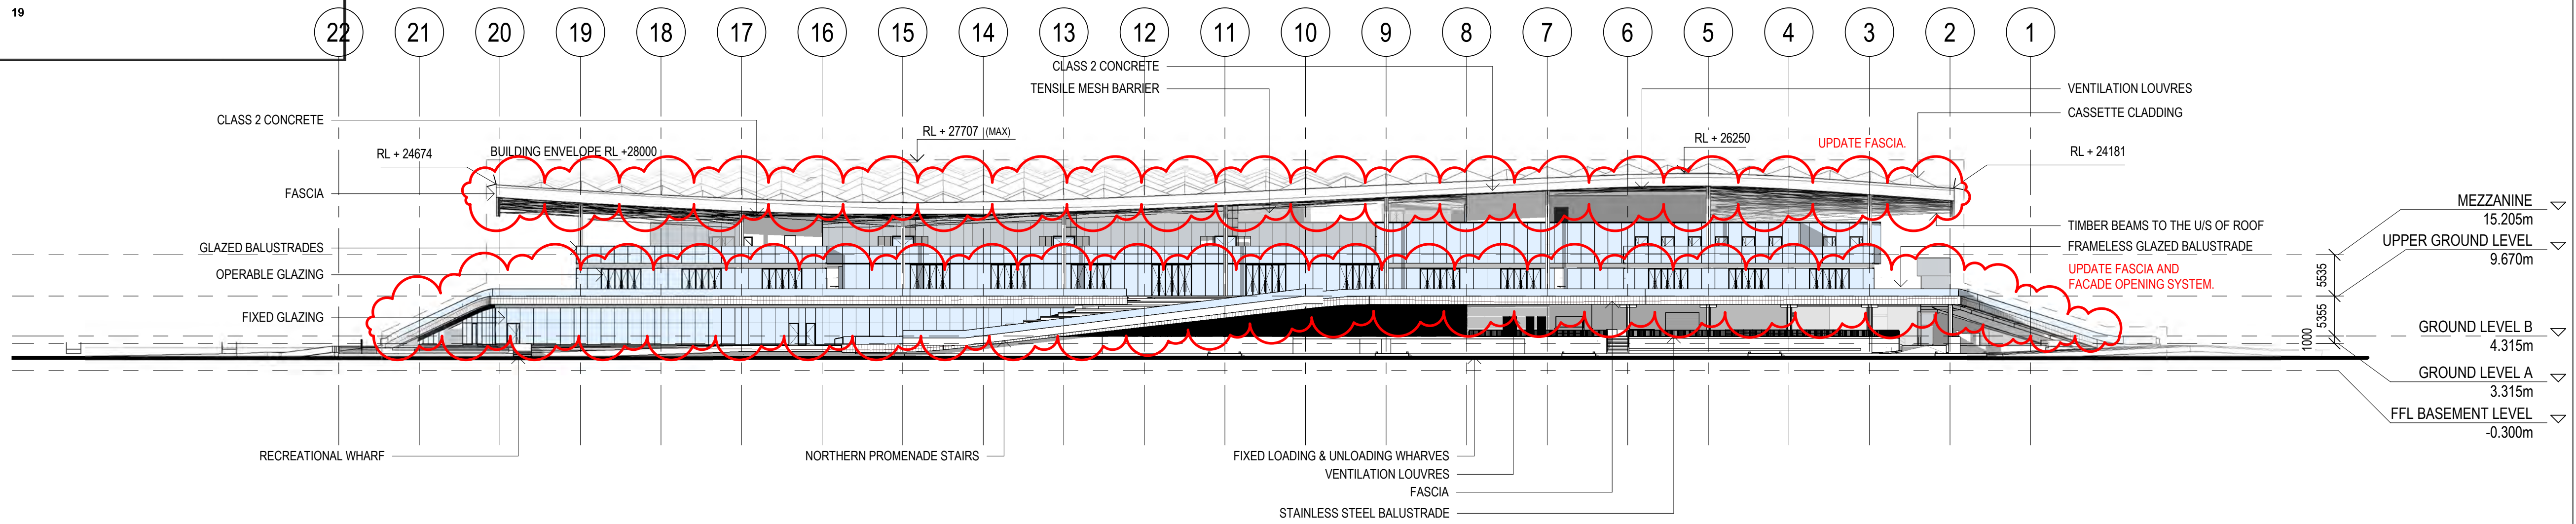 19
22 21 20 19 18 17 16 15 14 13 12 11 10 9 8 7 6 5 4 3 2 1
CLASS 2 CONCRETE
TENSILE MESH BARRIER
VENTILATION LOUVRES
CASSETTE CLADDING
CLASS 2 CONCRETE
RL + 27707 (MAX)
RL + 26250
UPDATE FASCIA.
RL + 24674
BUILDING ENVELOPE RL +28000
RL + 24181
FASCIA
MEZZANINE
15.205m
TIMBER BEAMS TO THE U/S OF ROOF
GLAZED BALUSTRADES
FRAMELESS GLAZED BALUSTRADE
UPPER GROUND LEVEL
9.670m
OPERABLE GLAZING
UPDATE FASCIA AND
FACADE OPENING SYSTEM.
5535
FIXED GLAZING
5355
GROUND LEVEL B
4.315m
1000
GROUND LEVEL A
3.315m
FFL BASEMENT LEVEL
-0.300m
RECREATIONAL WHARF
NORTHERN PROMENADE STAIRS
FIXED LOADING & UNLOADING WHARVES
VENTILATION LOUVRES
FASCIA
STAINLESS STEEL BALUSTRADE